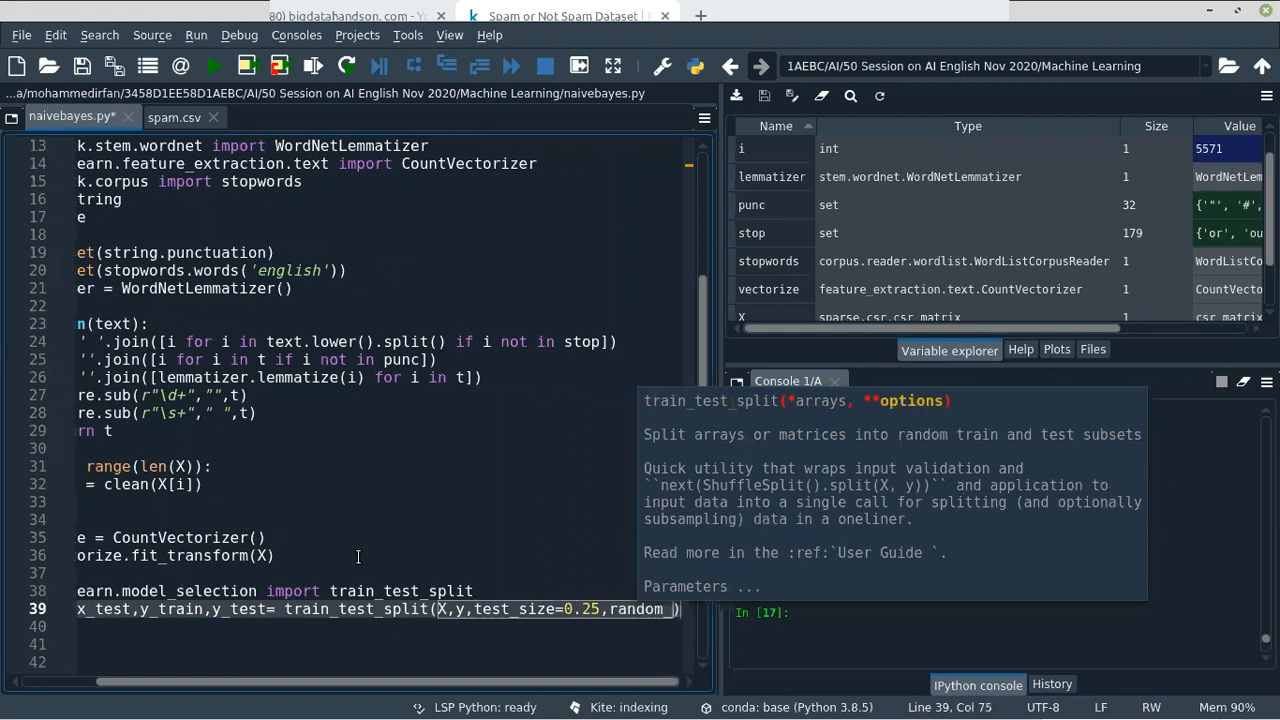 80) bigdatahandson.com - Y
Spam or Not Spam Dataset |
File Edit Search Source Run Debug Consoles Projects Tools View Help
1AEBC/AI/50 Session on AI English Nov 2020/Machine Learning
...a/mohammedirfan/3458D1EE58D1AEBC/AI/50 Session on AI English Nov 2020/Machine Learning/naivebayes.py
naivebayes.py* spam.csv
13 k.stem.wordnet import WordNetLemmatizer
14 earn.feature_extraction.text import CountVectorizer
15 k.corpus import stopwords
16 tring
17 e
18
19 et(string.punctuation)
20 et(stopwords.words('english'))
21 er = WordNetLemmatizer()
22
23 n(text):
24 ' '.join([i for i in text.lower().split() if i not in stop])
25 ''.join([i for i in t if i not in punc])
26 ''.join([lemmatizer.lemmatize(i) for i in t])
27 re.sub(r"\d+","",t)
28 re.sub(r"\s+"," ",t)
29 rn t
30
31 range(len(X)):
32 = clean(X[i])
33
34
35 e = CountVectorizer()
36 orize.fit_transform(X)
37
38 earn.model_selection import train_test_split
39 x_test,y_train,y_test= train_test_split(X,y,test_size=0.25,random_)
40
41
42
Name Type Size Value
i int 1 5571
lemmatizer stem.wordnet.WordNetLemmatizer 1 WordNetLem
punc set 32 {'"', '#',
stop set 179 {'or', 'ou
stopwords corpus.reader.wordlist.WordListCorpusReader 1 WordListCo
vectorize feature_extraction.text.CountVectorizer 1 CountVecto
X sparse.csr.csr_matrix 1 csr_matrix
Variable explorer Help Plots Files
Console 1/A
train_test_split(*arrays, **options)
Split arrays or matrices into random train and test subsets
Quick utility that wraps input validation and
``next(ShuffleSplit().split(X, y))`` and application to
input data into a single call for splitting (and optionally
subsampling) data in a oneliner.
Read more in the :ref:`User Guide `.
Parameters ...
In [17]:
IPython console History
LSP Python: ready Kite: indexing conda: base (Python 3.8.5) Line 39, Col 75 UTF-8 LF RW Mem 90%